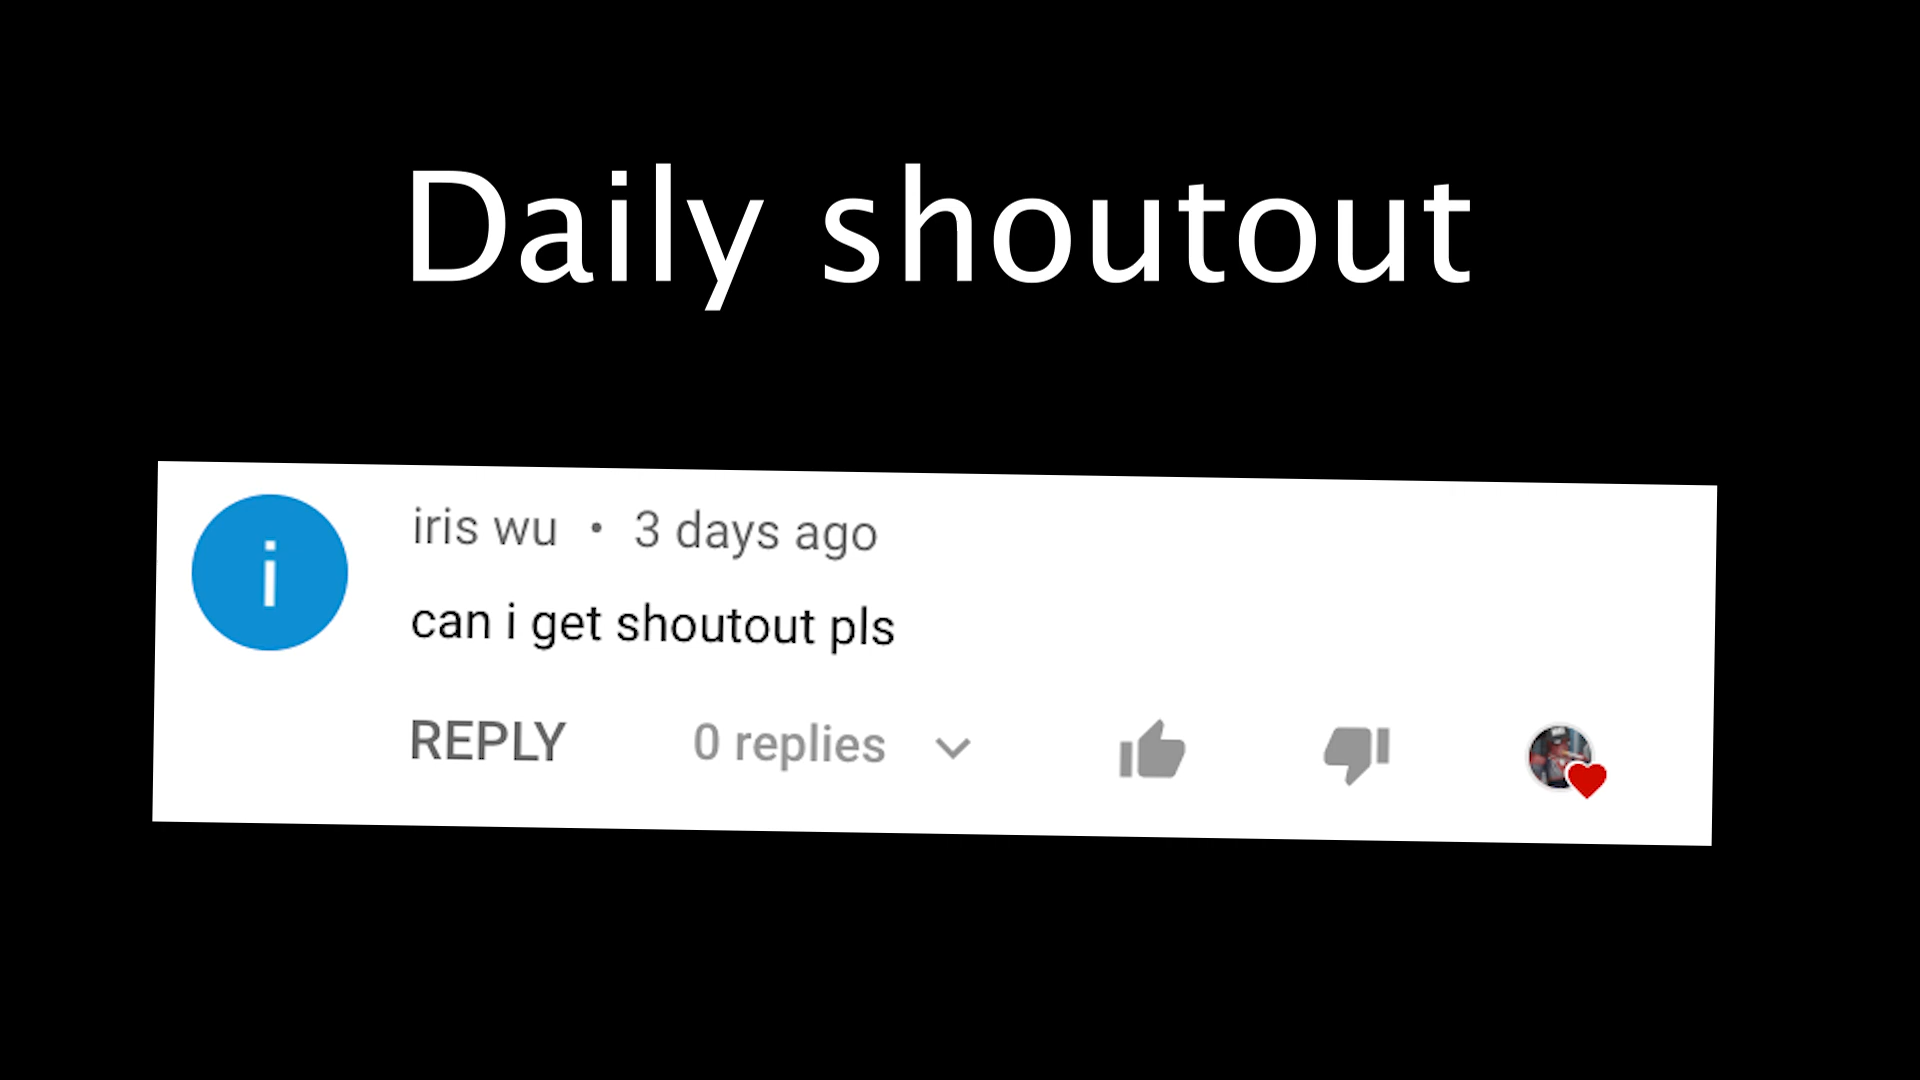 Daily shoutout
i
iris wu • 3 days ago
can i get shoutout pls
REPLY 0 replies